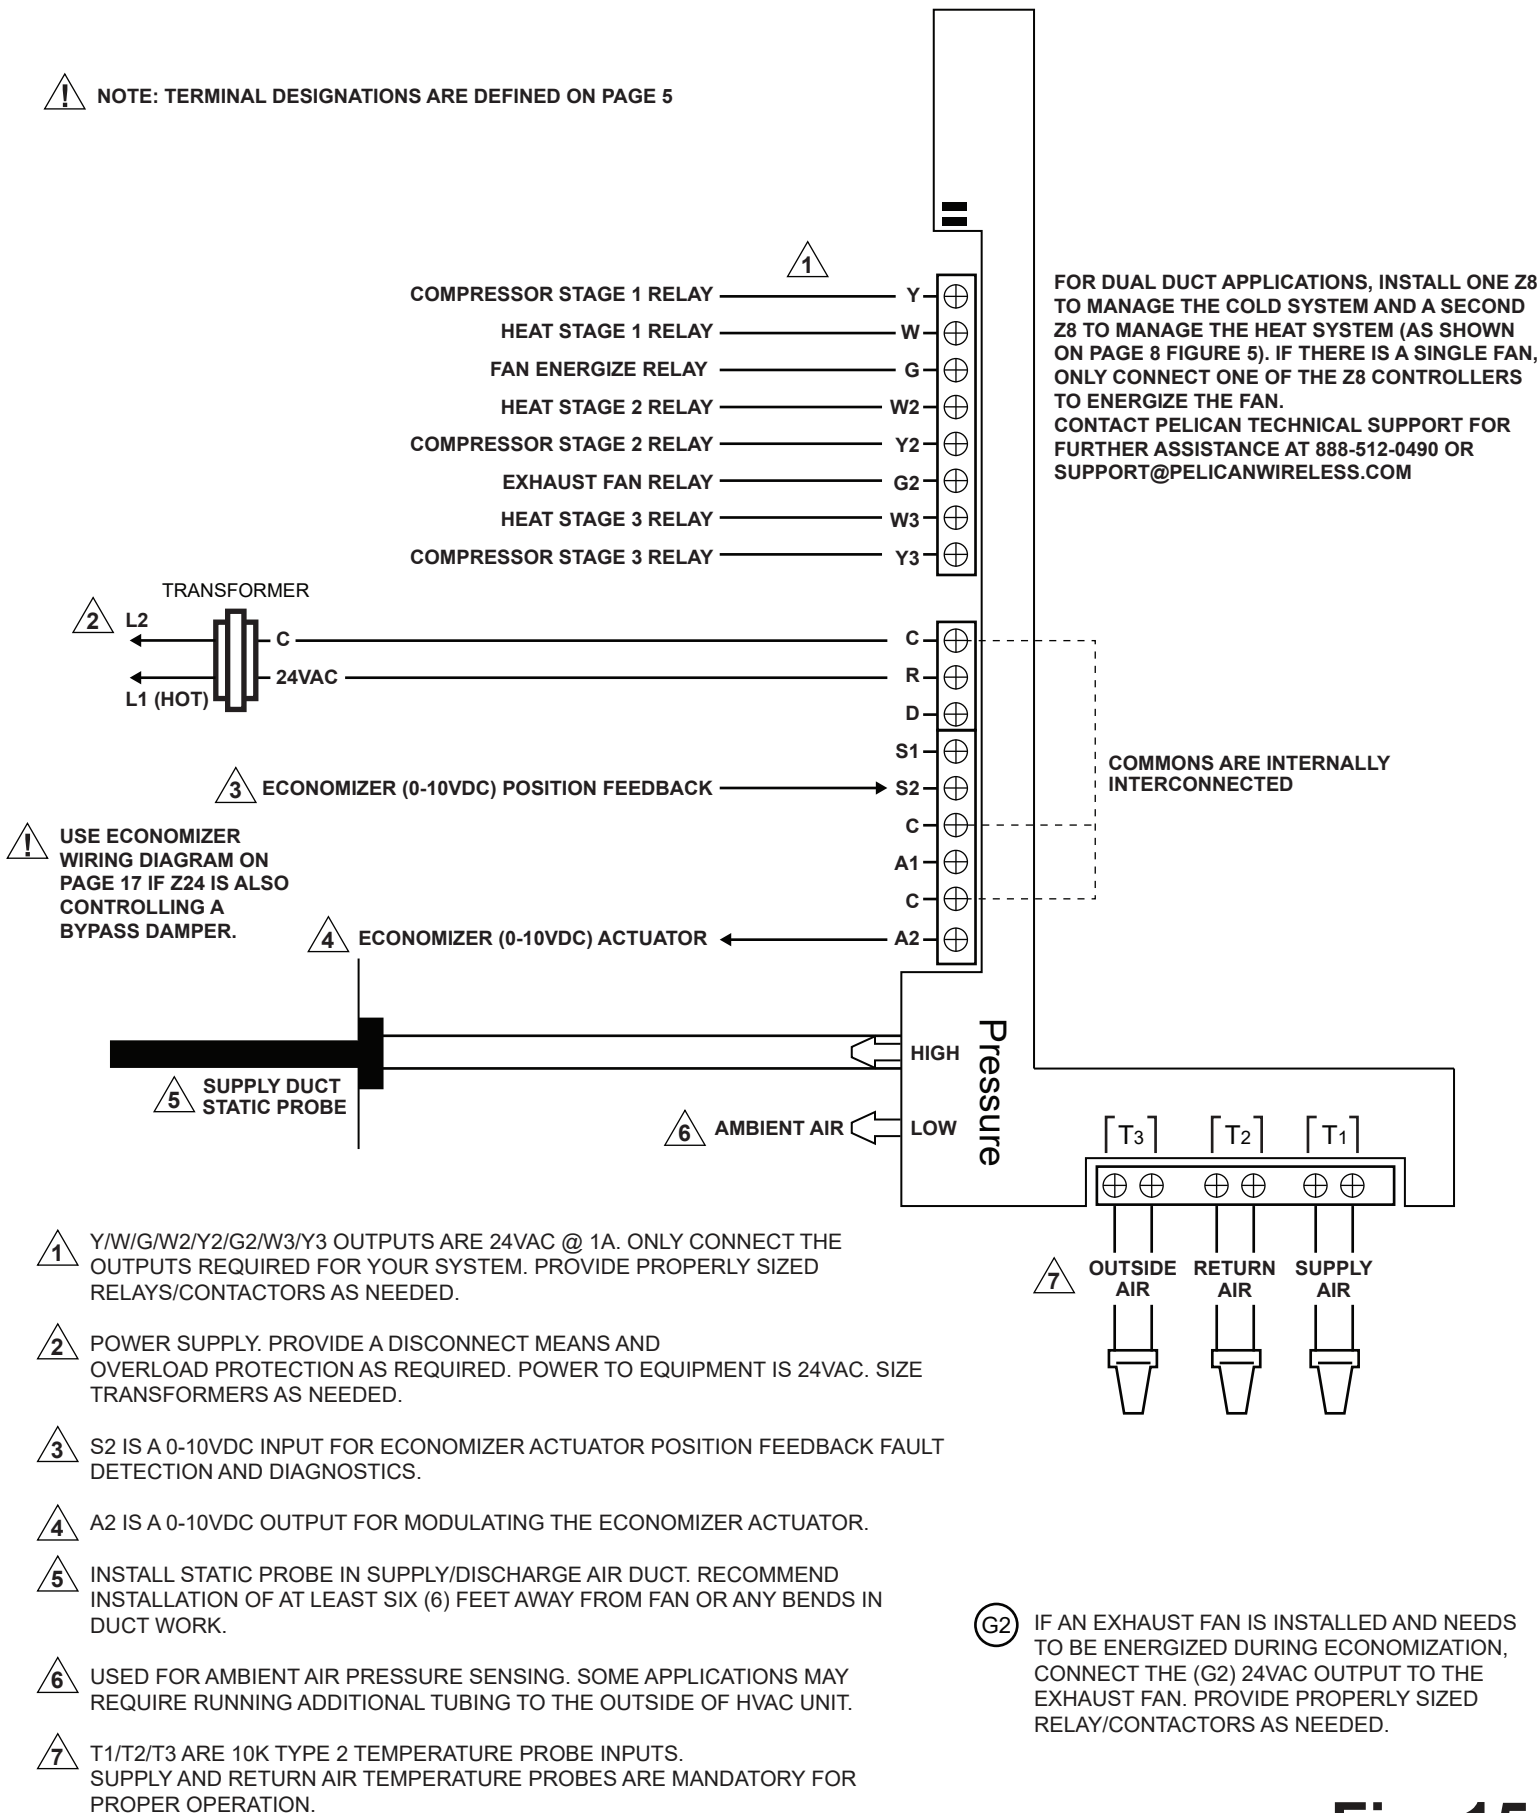 ! NOTE: TERMINAL DESIGNATIONS ARE DEFINED ON PAGE 5
1
COMPRESSOR STAGE 1 RELAY Y
HEAT STAGE 1 RELAY W
FAN ENERGIZE RELAY G
HEAT STAGE 2 RELAY W2
COMPRESSOR STAGE 2 RELAY Y2
EXHAUST FAN RELAY G2
HEAT STAGE 3 RELAY W3
COMPRESSOR STAGE 3 RELAY Y3
FOR DUAL DUCT APPLICATIONS, INSTALL ONE Z8
TO MANAGE THE COLD SYSTEM AND A SECOND
Z8 TO MANAGE THE HEAT SYSTEM (AS SHOWN
ON PAGE 8 FIGURE 5). IF THERE IS A SINGLE FAN,
ONLY CONNECT ONE OF THE Z8 CONTROLLERS
TO ENERGIZE THE FAN.
CONTACT PELICAN TECHNICAL SUPPORT FOR
FURTHER ASSISTANCE AT 888-512-0490 OR
SUPPORT@PELICANWIRELESS.COM
TRANSFORMER
2 L2
C C
24VAC R
L1 (HOT)
D
S1
3 ECONOMIZER (0-10VDC) POSITION FEEDBACK S2
C
A1
C
COMMONS ARE INTERNALLY
INTERCONNECTED
! USE ECONOMIZER
WIRING DIAGRAM ON
PAGE 17 IF Z24 IS ALSO
CONTROLLING A
BYPASS DAMPER.
4 ECONOMIZER (0-10VDC) ACTUATOR A2
HIGH
Pressure
5 SUPPLY DUCT
STATIC PROBE
6 AMBIENT AIR LOW
T3 T2 T1
7 OUTSIDE AIR
RETURN AIR
SUPPLY AIR
1 Y/W/G/W2/Y2/G2/W3/Y3 OUTPUTS ARE 24VAC @ 1A. ONLY CONNECT THE
OUTPUTS REQUIRED FOR YOUR SYSTEM. PROVIDE PROPERLY SIZED
RELAYS/CONTACTORS AS NEEDED.
2 POWER SUPPLY. PROVIDE A DISCONNECT MEANS AND
OVERLOAD PROTECTION AS REQUIRED. POWER TO EQUIPMENT IS 24VAC. SIZE
TRANSFORMERS AS NEEDED.
3 S2 IS A 0-10VDC INPUT FOR ECONOMIZER ACTUATOR POSITION FEEDBACK FAULT
DETECTION AND DIAGNOSTICS.
4 A2 IS A 0-10VDC OUTPUT FOR MODULATING THE ECONOMIZER ACTUATOR.
5 INSTALL STATIC PROBE IN SUPPLY/DISCHARGE AIR DUCT. RECOMMEND
INSTALLATION OF AT LEAST SIX (6) FEET AWAY FROM FAN OR ANY BENDS IN
DUCT WORK.
6 USED FOR AMBIENT AIR PRESSURE SENSING. SOME APPLICATIONS MAY
REQUIRE RUNNING ADDITIONAL TUBING TO THE OUTSIDE OF HVAC UNIT.
7 T1/T2/T3 ARE 10K TYPE 2 TEMPERATURE PROBE INPUTS.
SUPPLY AND RETURN AIR TEMPERATURE PROBES ARE MANDATORY FOR
PROPER OPERATION.
G2 IF AN EXHAUST FAN IS INSTALLED AND NEEDS
TO BE ENERGIZED DURING ECONOMIZATION,
CONNECT THE (G2) 24VAC OUTPUT TO THE
EXHAUST FAN. PROVIDE PROPERLY SIZED
RELAY/CONTACTORS AS NEEDED.